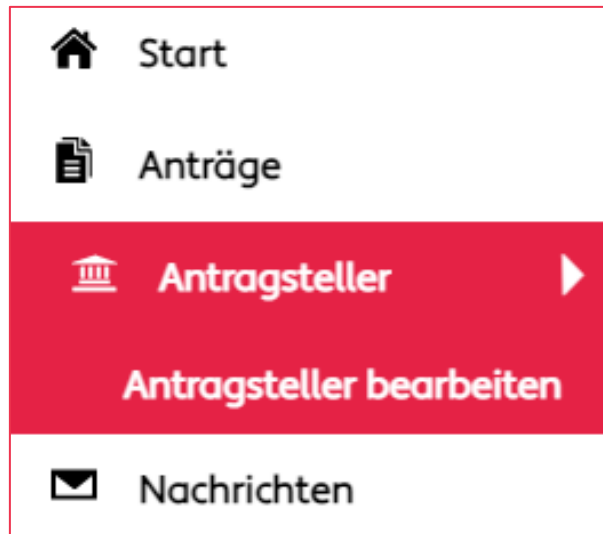 Start
Anträge
Antragsteller
Antragsteller bearbeiten
Nachrichten